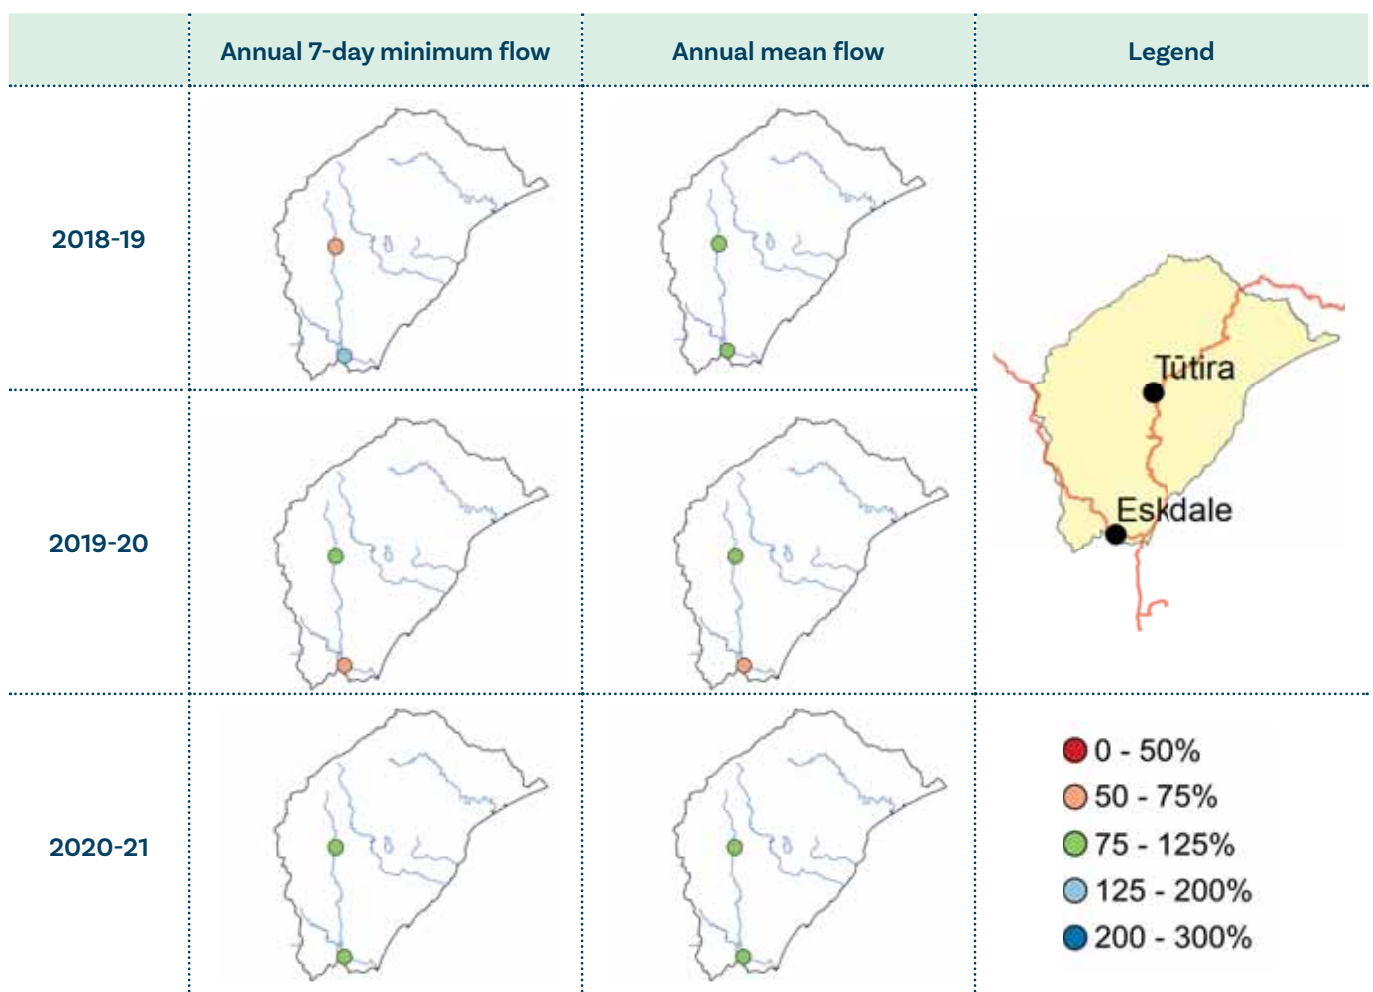 Annual 7-day minimum flow
Annual mean flow
Legend
2018-19
Tūtira
Eskdale
2019-20
2020-21
0 - 50%
50 - 75%
75 - 125%
125 - 200%
200 - 300%